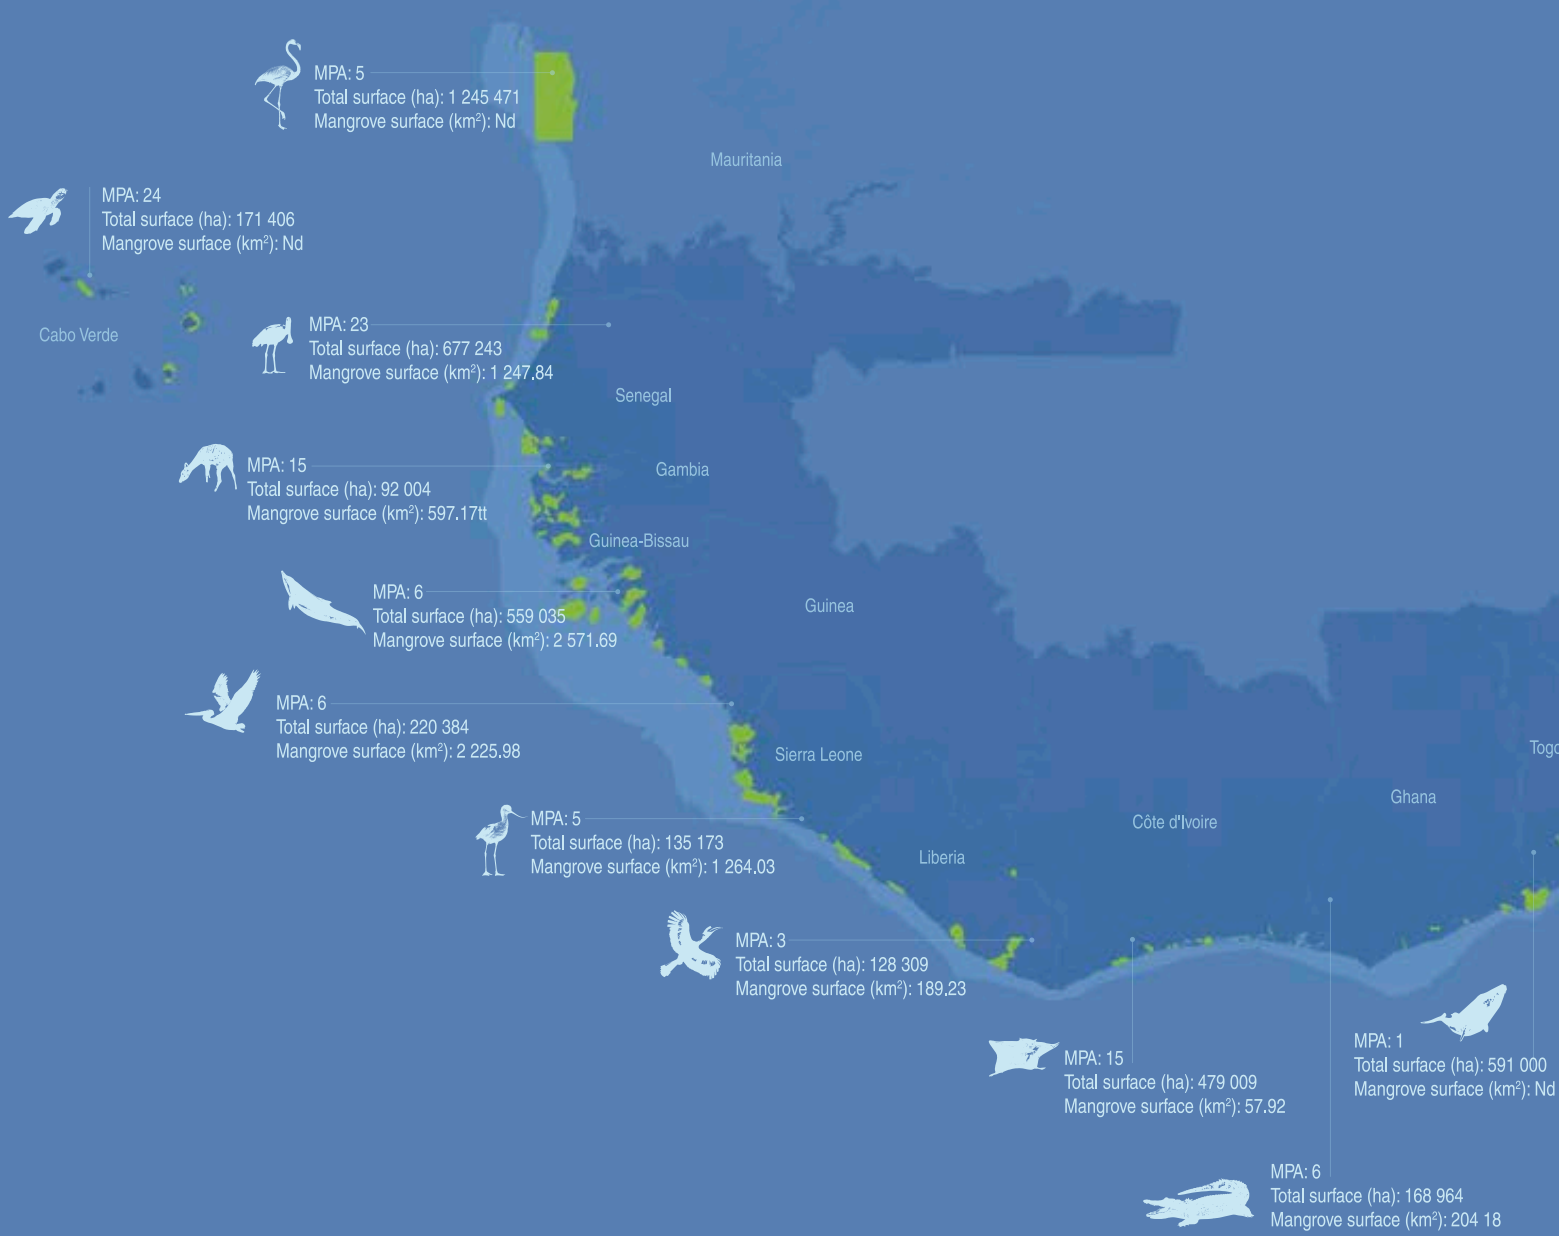 MPA: 5
Total surface (ha): 1 245 471
Mangrove surface (km²): Nd
Mauritania
MPA: 24
Total surface (ha): 171 406
Mangrove surface (km²): Nd
Cabo Verde
MPA: 23
Total surface (ha): 677 243
Mangrove surface (km²): 1 247.84
Senegal
MPA: 15
Total surface (ha): 92 004
Mangrove surface (km²): 597.17tt
Gambia
Guinea-Bissau
MPA: 6
Total surface (ha): 559 035
Mangrove surface (km²): 2 571.69
Guinea
MPA: 6
Total surface (ha): 220 384
Mangrove surface (km²): 2 225.98
Sierra Leone
Togo
Ghana
Côte d'Ivoire
MPA: 5
Total surface (ha): 135 173
Mangrove surface (km²): 1 264.03
Liberia
MPA: 3
Total surface (ha): 128 309
Mangrove surface (km²): 189.23
MPA: 15
Total surface (ha): 479 009
Mangrove surface (km²): 57.92
MPA: 1
Total surface (ha): 591 000
Mangrove surface (km²): Nd
MPA: 6
Total surface (ha): 168 964
Mangrove surface (km²): 204 18